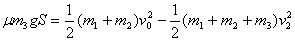 μm₃gS = ½(m₁ + m₂)v₀² − ½(m₁ + m₂ + m₃)v₂²